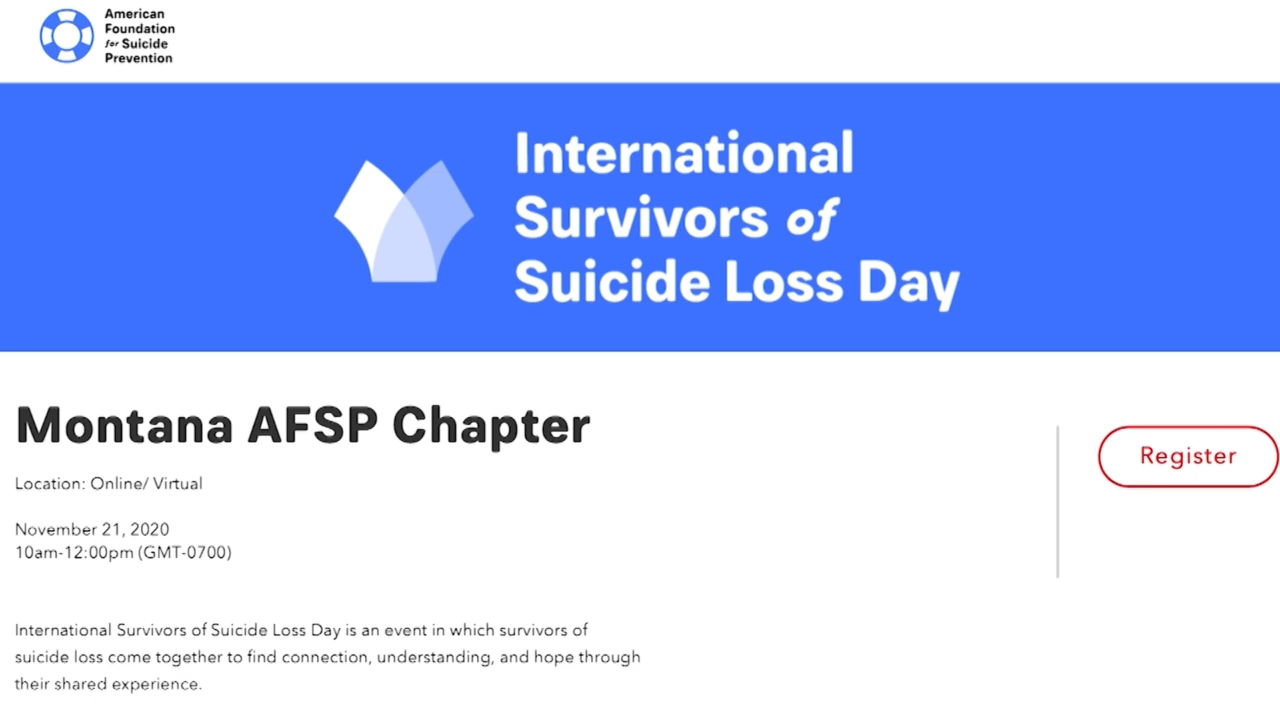 American
Foundation
for Suicide
Prevention
International
Survivors of
Suicide Loss Day
Montana AFSP Chapter
Register
Location: Online/ Virtual
November 21, 2020
10am-12:00pm (GMT-0700)
International Survivors of Suicide Loss Day is an event in which survivors of
suicide loss come together to find connection, understanding, and hope through
their shared experience.